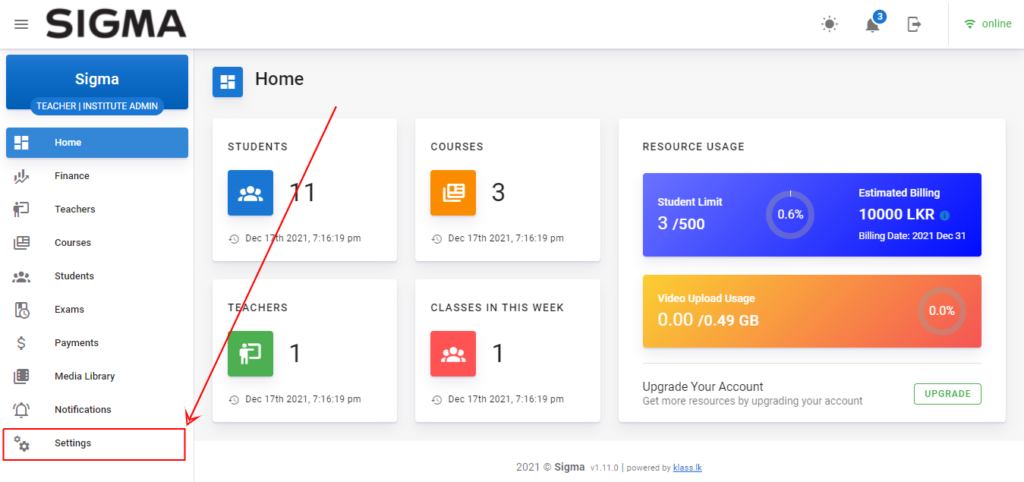 SIGMA
3
online
Sigma
TEACHER | INSTITUTE ADMIN
Home
Finance
Teachers
Courses
Students
Exams
Payments
Media Library
Notifications
Settings
Home
STUDENTS
11
Dec 17th 2021, 7:16:19 pm
COURSES
3
Dec 17th 2021, 7:16:19 pm
TEACHERS
1
Dec 17th 2021, 7:16:19 pm
CLASSES IN THIS WEEK
1
Dec 17th 2021, 7:16:19 pm
RESOURCE USAGE
Student Limit
3 /500
0.6%
Estimated Billing
10000 LKR
Billing Date: 2021 Dec 31
Video Upload Usage
0.00 /0.49 GB
0.0%
Upgrade Your Account
Get more resources by upgrading your account
UPGRADE
2021 © Sigma v1.11.0 | powered by klass.lk